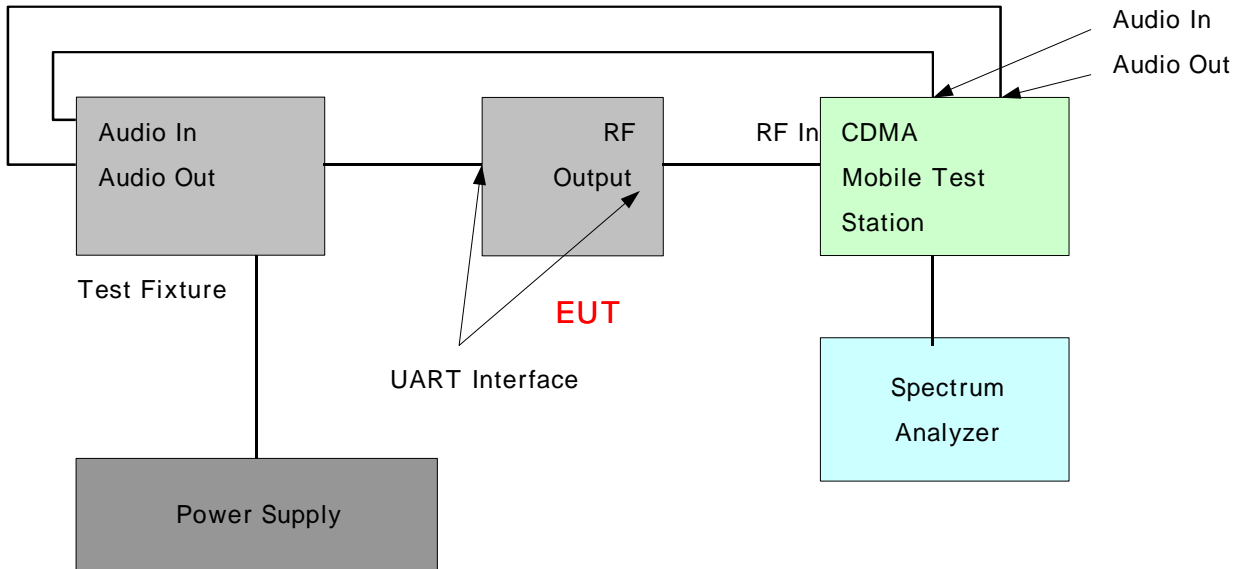 Audio In
Audio Out
Audio In
Audio Out
RF
Output
RF In
CDMA
Mobile Test
Station
Test Fixture
EUT
UART Interface
Spectrum
Analyzer
Power Supply